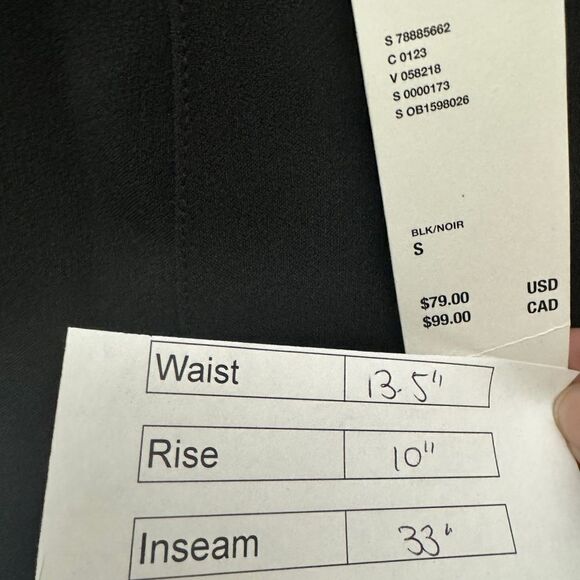 S 78885662
C 0123
V 058218
S 0000173
S OB1598026
BLK/NOIR
S
$79.00 USD
$99.00 CAD
Waist 13.5"
Rise 10"
Inseam 33"